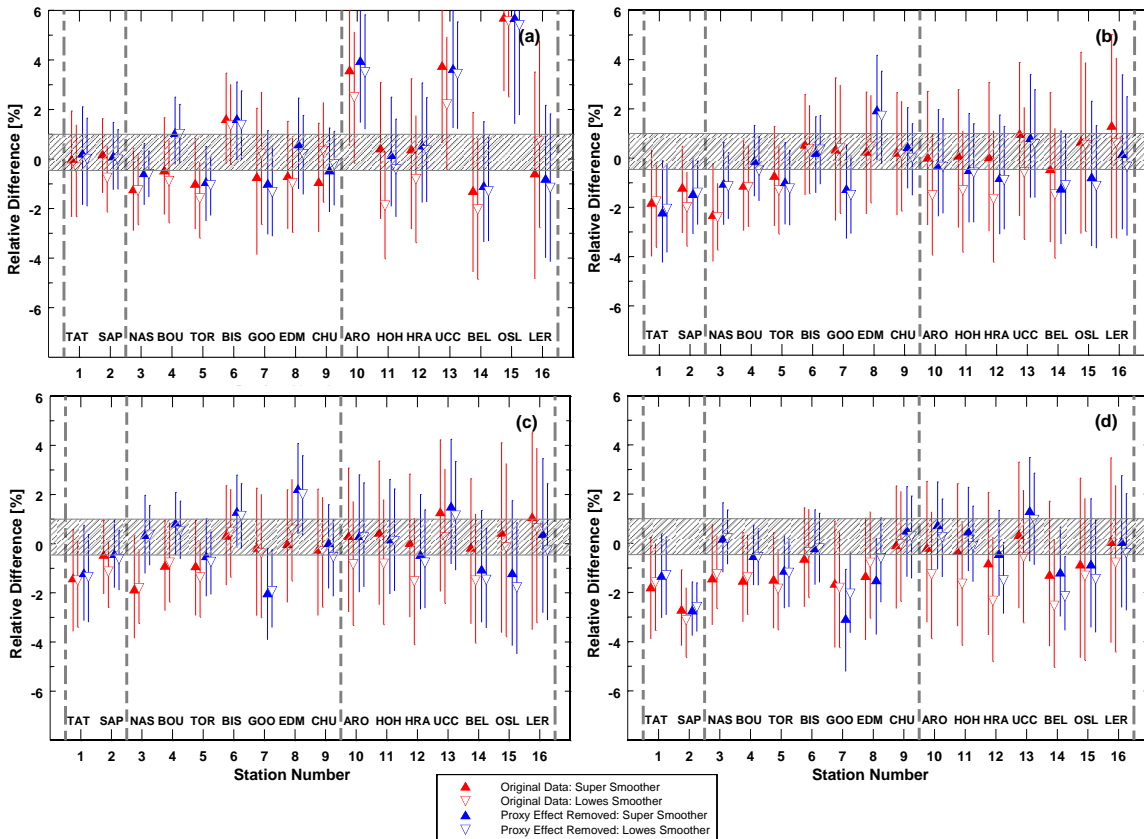 (a)
Relative Difference [%]
6
4
2
0
-2
-4
-6
TAT SAP NAS BOU TOR BIS GOO EDM CHU ARO HOH HRA UCC BEL OSL LER
1 2 3 4 5 6 7 8 9 10 11 12 13 14 15 16
(b)
Relative Difference [%]
6
4
2
0
-2
-4
-6
TAT SAP NAS BOU TOR BIS GOO EDM CHU ARO HOH HRA UCC BEL OSL LER
1 2 3 4 5 6 7 8 9 10 11 12 13 14 15 16
(c)
Relative Difference [%]
6
4
2
0
-2
-4
-6
TAT SAP NAS BOU TOR BIS GOO EDM CHU ARO HOH HRA UCC BEL OSL LER
1 2 3 4 5 6 7 8 9 10 11 12 13 14 15 16
Station Number
(d)
Relative Difference [%]
6
4
2
0
-2
-4
-6
TAT SAP NAS BOU TOR BIS GOO EDM CHU ARO HOH HRA UCC BEL OSL LER
1 2 3 4 5 6 7 8 9 10 11 12 13 14 15 16
Station Number
Original Data: Super Smoother
Original Data: Lowes Smoother
Proxy Effect Removed: Super Smoother
Proxy Effect Removed: Lowes Smoother